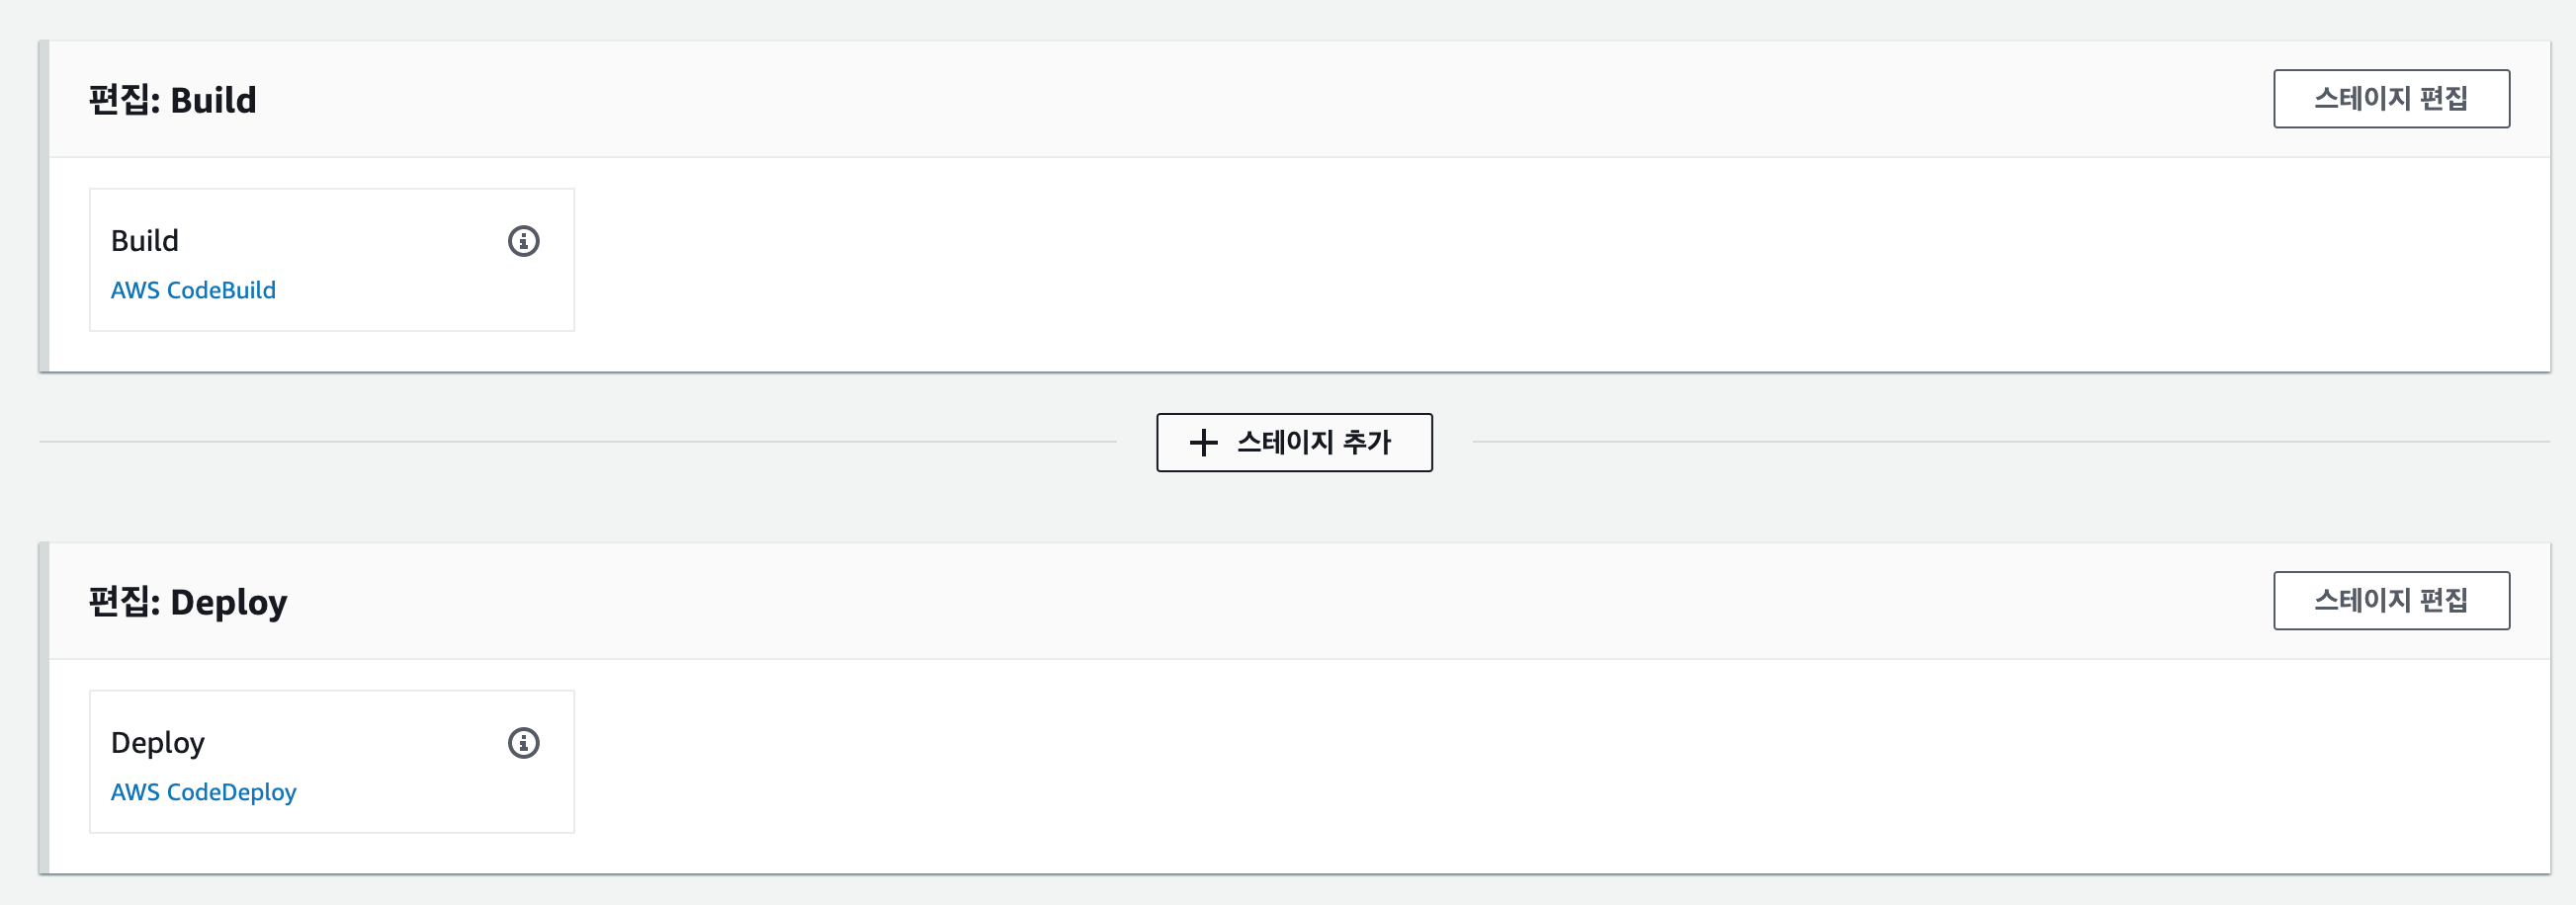 편집: Build
스테이지 편집
Build
AWS CodeBuild
스테이지 추가
편집: Deploy
스테이지 편집
Deploy
AWS CodeDeploy